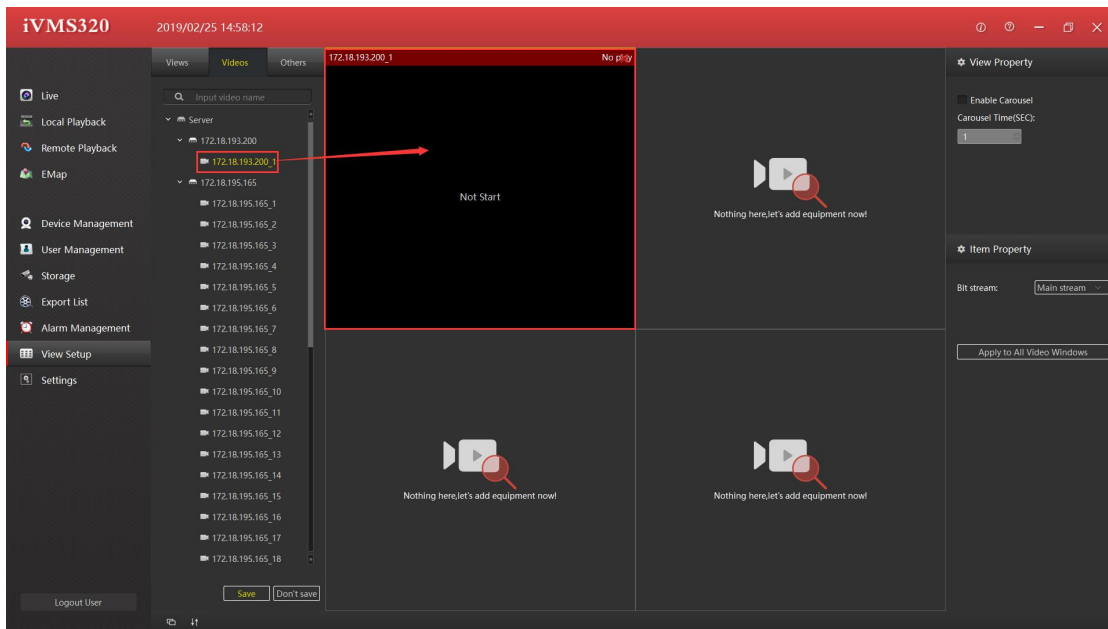 iVMS320
2019/02/25 14:58:12
Live
Local Playback
Remote Playback
EMap
Device Management
User Management
Storage
Export List
Alarm Management
View Setup
Settings
Logout User
Views Videos Others
Input video name
Server
172.18.193.200
172.18.193.200_1
172.18.195.165
172.18.195.165_1
172.18.195.165_2
172.18.195.165_3
172.18.195.165_4
172.18.195.165_5
172.18.195.165_6
172.18.195.165_7
172.18.195.165_8
172.18.195.165_9
172.18.195.165_10
172.18.195.165_11
172.18.195.165_12
172.18.195.165_13
172.18.195.165_14
172.18.195.165_15
172.18.195.165_16
172.18.195.165_17
172.18.195.165_18
Save Don't save
172.18.193.200_1 No play
Not Start
Nothing here,let's add equipment now!
Nothing here,let's add equipment now!
Nothing here,let's add equipment now!
View Property
Enable Carousel
Carousel Time(SEC):
1
Item Property
Bit stream: Main stream
Apply to All Video Windows